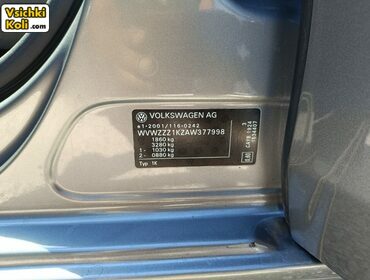 Vsichki
Koli .com
VOLKSWAGEN AG
e1*2001/116*0242
WVWZZZ1KZAW377998
1860 kg
3280 kg
1 - 1030 kg
2 - 0880 kg
Typ 1K